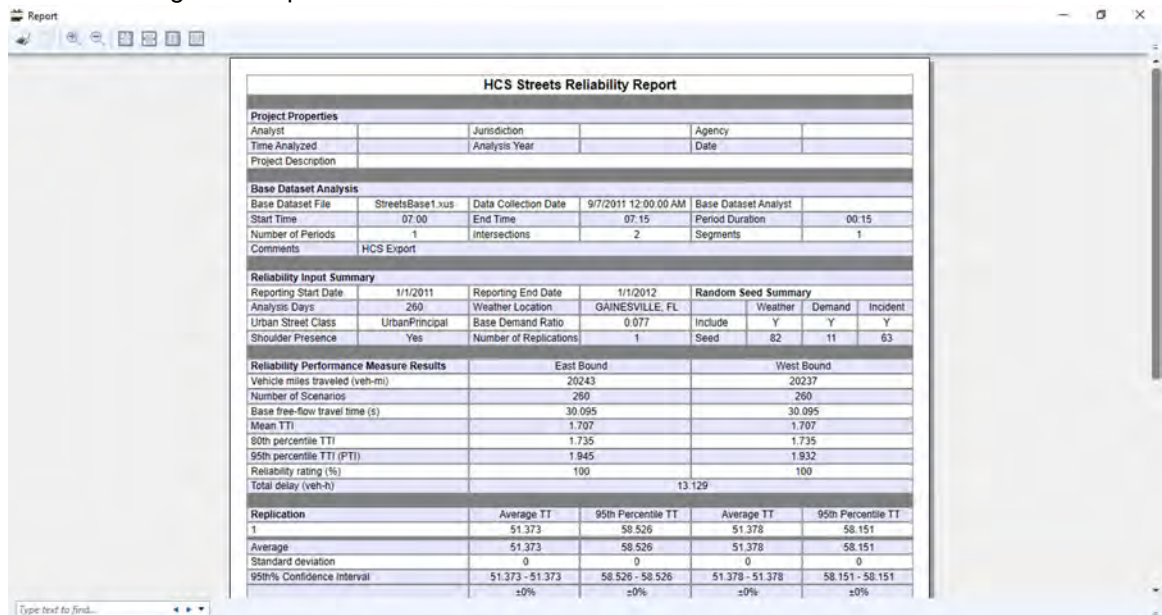 Report
HCS Streets Reliability Report
Project Properties
Analyst Jurisdiction Agency
Time Analyzed Analysis Year Date
Project Description
Base Dataset Analysis
Base Dataset File StreetsBase1.xus Data Collection Date 9/7/2011 12:00:00 AM Base Dataset Analyst
Start Time 07:00 End Time 07:15 Period Duration 00:15
Number of Periods 1 Intersections 2 Segments 1
Comments HCS Export
Reliability Input Summary
Reporting Start Date 1/1/2011 Reporting End Date 1/1/2012 Random Seed Summary
Analysis Days 260 Weather Location GAINESVILLE, FL Weather Demand Incident
Urban Street Class UrbanPrincipal Base Demand Ratio 0.077 Include Y Y Y
Shoulder Presence Yes Number of Replications 1 Seed 82 11 63
Reliability Performance Measure Results East Bound West Bound
Vehicle miles traveled (veh-mi) 20243 20237
Number of Scenarios 260 260
Base free-flow travel time (s) 30.095 30.095
Mean TTI 1.707 1.707
80th percentile TTI 1.735 1.735
95th percentile TTI (PTI) 1.945 1.932
Reliability rating (%) 100 100
Total delay (veh-h) 13.129
Replication Average TT 95th Percentile TT Average TT 95th Percentile TT
1 51.373 58.526 51.378 58.151
Average 51.373 58.526 51.378 58.151
Standard deviation 0 0 0 0
95th% Confidence Interval 51.373 - 51.373 58.526 - 58.526 51.378 - 51.378 58.151 - 58.151
±0% ±0% ±0% ±0%
Type text to find...